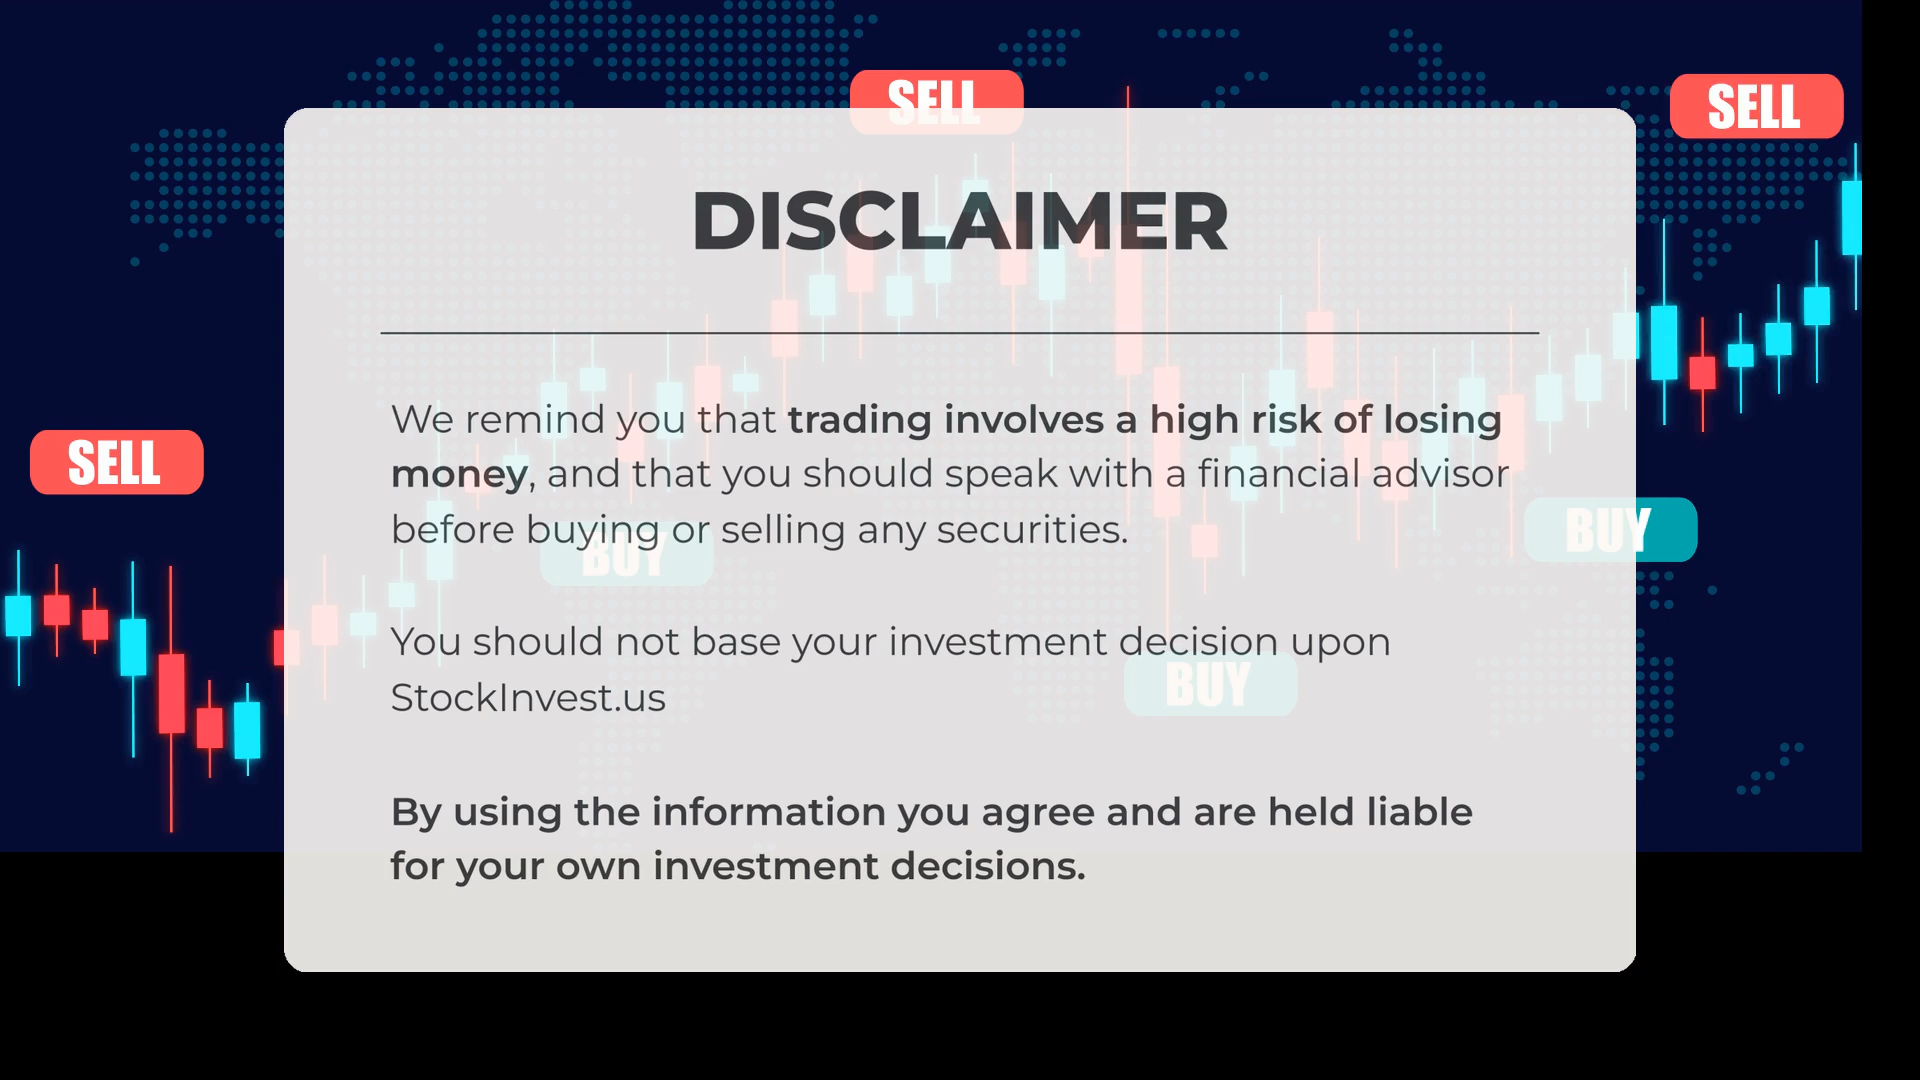 SELL
SELL
DISCLAIMER
We remind you that trading involves a high risk of losing
money, and that you should speak with a financial advisor
before buying or selling any securities.
SELL
BUY
BUY
You should not base your investment decision upon
StockInvest.us
BUY
By using the information you agree and are held liable
for your own investment decisions.